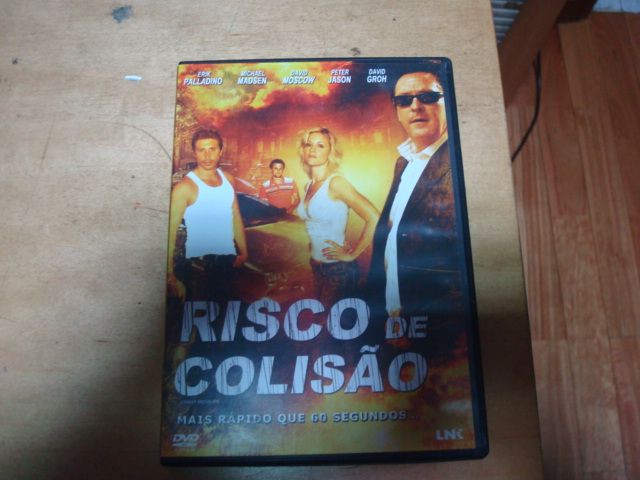 ERIK MICHAEL DAVID PETER DAVID
PALLADINO MADSEN MOSCOW JASON GROH
RISCO DE
COLISÃO
MAIS RÁPIDO QUE 60 SEGUNDOS...
DVD LNK